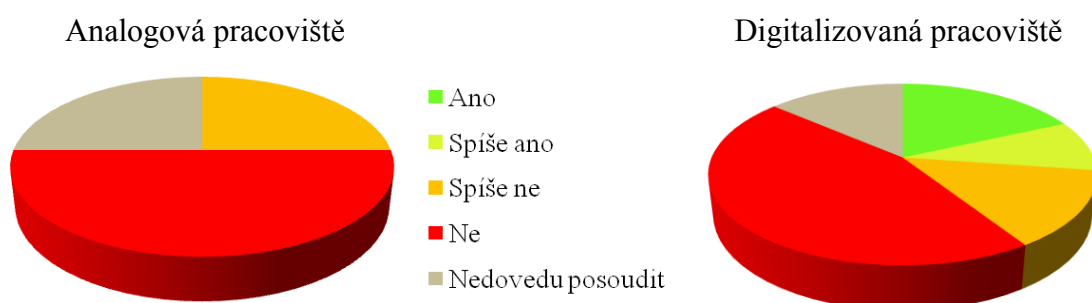 Analogová pracoviště
Digitalizovaná pracoviště
Ano
Spíše ano
Spíše ne
Ne
Nedovedu posoudit